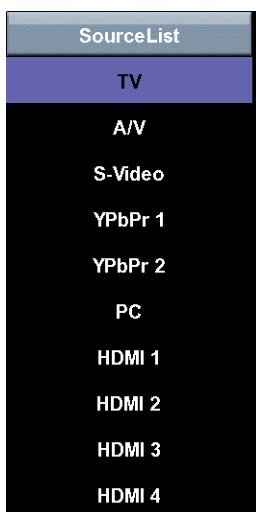 SourceList
TV
A/V
S-Video
YPbPr 1
YPbPr 2
PC
HDMI 1
HDMI 2
HDMI 3
HDMI 4